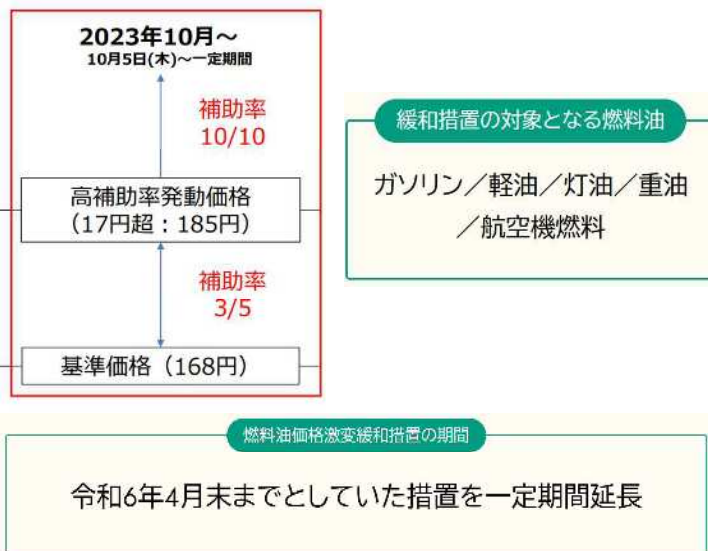 2023年10月～
10月5日(木)～一定期間
補助率
10/10
高補助率発動価格
（17円超：185円）
補助率
3/5
基準価格（168円）
緩和措置の対象となる燃料油
ガソリン／軽油／灯油／重油
／航空機燃料
燃料油価格激変緩和措置の期間
令和6年4月末までとしていた措置を一定期間延長